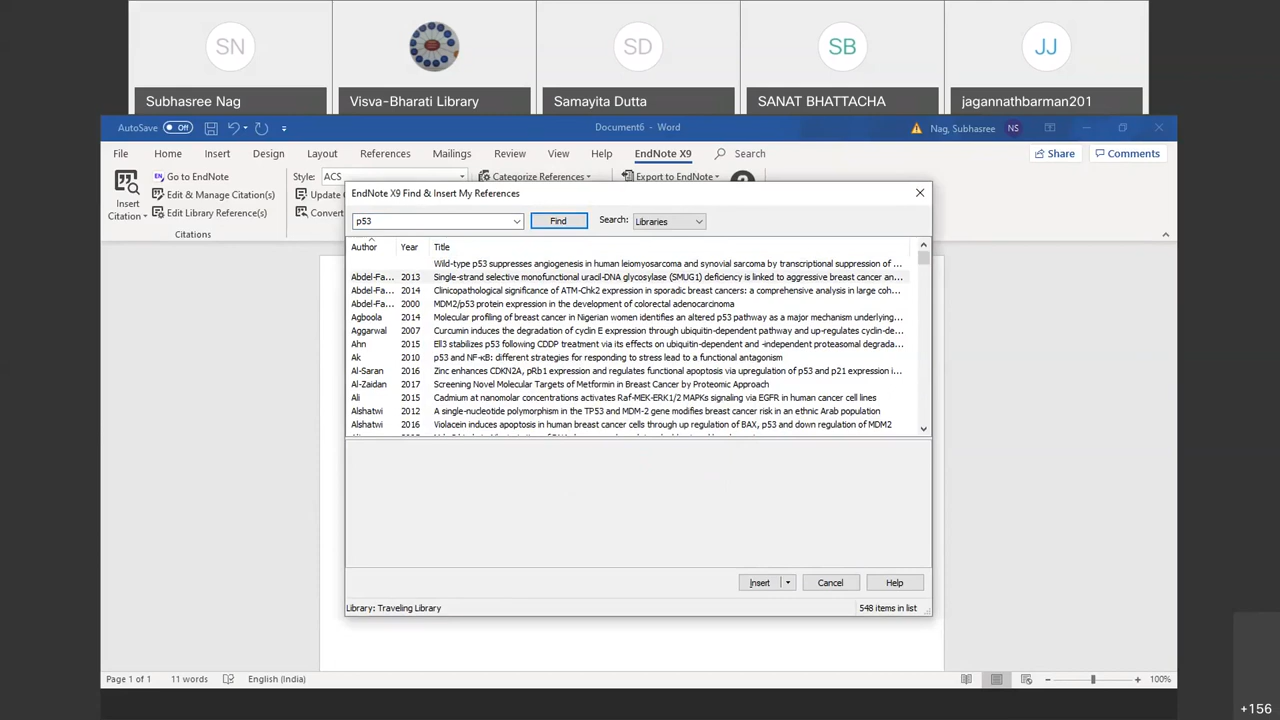 SN
SD
SB
JJ
Subhasree Nag
Visva-Bharati Library
Samayita Dutta
SANAT BHATTACHA
jagannathbarman201
AutoSave Off
Document6 - Word
Nag, Subhasree NS
File Home Insert Design Layout References Mailings Review View Help EndNote X9 Search
Share Comments
Insert
Citation
EN Go to EndNote
Edit & Manage Citation(s)
Edit Library Reference(s)
Citations
Style: ACS
Update
Convert
Categorize References
Export to EndNote
EndNote X9 Find & Insert My References
p53 Find Search: Libraries
Author Year Title
Wild-type p53 suppresses angiogenesis in human leiomyosarcoma and synovial sarcoma by transcriptional suppression of ...
Abdel-Fa... 2013 Single-strand selective monofunctional uracil-DNA glycosylase (SMUG1) deficiency is linked to aggressive breast cancer an...
Abdel-Fa... 2014 Clinicopathological significance of ATM-Chk2 expression in sporadic breast cancers: a comprehensive analysis in large coh...
Abdel-Fa... 2000 MDM2/p53 protein expression in the development of colorectal adenocarcinoma
Agboola 2014 Molecular profiling of breast cancer in Nigerian women identifies an altered p53 pathway as a major mechanism underlying...
Aggarwal 2007 Curcumin induces the degradation of cyclin E expression through ubiquitin-dependent pathway and up-regulates cyclin-de...
Ahn 2015 Ell3 stabilizes p53 following CDDP treatment via its effects on ubiquitin-dependent and -independent proteasomal degrada...
Ak 2010 p53 and NF-κB: different strategies for responding to stress lead to a functional antagonism
Al-Saran 2016 Zinc enhances CDKN2A, pRb1 expression and regulates functional apoptosis via upregulation of p53 and p21 expression i...
Al-Zaidan 2013 Screening Novel Molecular Targets of Metformin in Breast Cancer by Proteomic Approach
Ali 2015 Cadmium at nanomolar concentrations activates Raf-MEK-ERK1/2 MAPKs signaling via EGFR in human cancer cell lines
Alshatwi 2012 A single-nucleotide polymorphism in the TP53 and MDM-2 gene modifies breast cancer risk in an ethnic Arab population
Alshatwi 2016 Violacein induces apoptosis in human breast cancer cells through up regulation of BAX, p53 and down regulation of MDM2
Insert Cancel Help
Library: Traveling Library 548 items in list
Page 1 of 1 11 words English (India) 100%
+156